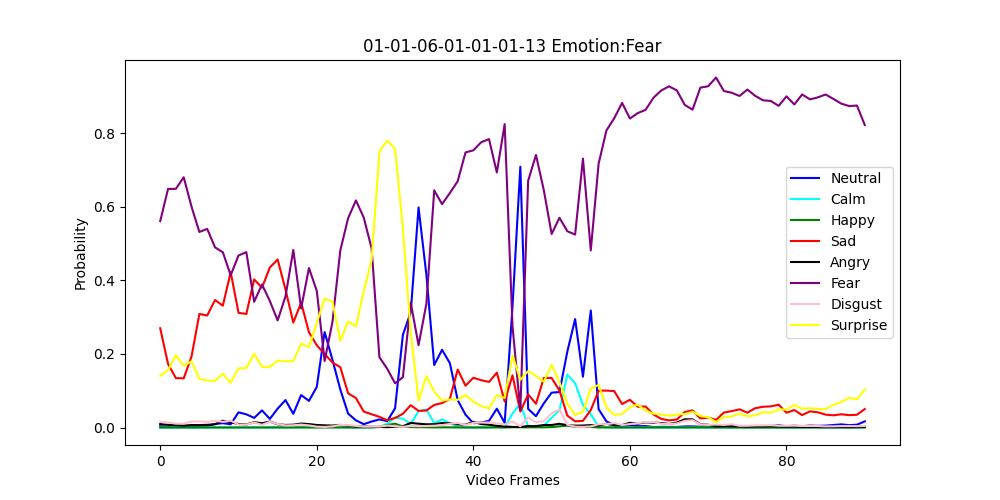 01-01-06-01-01-01-13 Emotion:Fear
Probability
0.8
0.6
0.4
0.2
0.0
0 20 40 60 80
Video Frames
Neutral
Calm
Happy
Sad
Angry
Fear
Disgust
Surprise